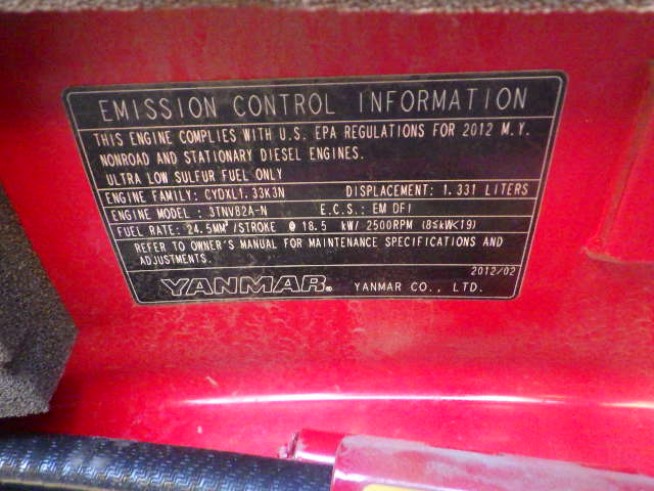 EMISSION CONTROL INFORMATION
THIS ENGINE COMPLIES WITH U.S. EPA REGULATIONS FOR 2012 M.Y.
NONROAD AND STATIONARY DIESEL ENGINES.
ULTRA LOW SULFUR FUEL ONLY
ENGINE FAMILY: CYDXL1.33K3N DISPLACEMENT: 1.331 LITERS
ENGINE MODEL : 3TNV82A-N E.C.S.: EM DFI
FUEL RATE: 24.5MM³/STROKE @ 18.5 kW/ 2500RPM (8≤kW<19)
REFER TO OWNER'S MANUAL FOR MAINTENANCE SPECIFICATIONS AND
ADJUSTMENTS.
2012/02
YANMAR® YANMAR CO., LTD.